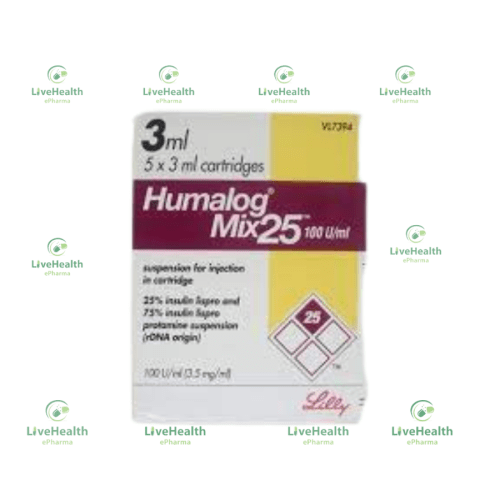 LiveHealth
ePharma
LiveHealth
ePharma
LiveHealth
ePharma
LiveHealth
ePharma
3ml
VL7394
5 x 3 ml cartridges
Humalog®
Mix25™ 100 U/ml
LiveHealth
ePharma
LiveHealth
ePharma
suspension for injection
in cartridge
25% insulin lispro and
75% insulin lispro
protamine suspension
(rDNA origin)
25
TM
100 U/ml (3.5 mg/ml)
Lilly
LiveHealth
ePharma
LiveHealth
ePharma
LiveHealth
ePharma
LiveHealth
ePharma